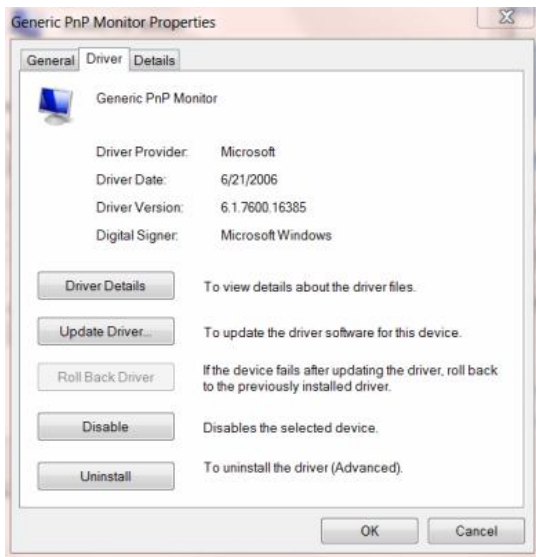 Generic PnP Monitor Properties
General Driver Details
Generic PnP Monitor
Driver Provider: Microsoft
Driver Date: 6/21/2006
Driver Version: 6.1.7600.16385
Digital Signer: Microsoft Windows
Driver Details To view details about the driver files.
Update Driver... To update the driver software for this device.
Roll Back Driver If the device fails after updating the driver, roll back
to the previously installed driver.
Disable Disables the selected device.
Uninstall To uninstall the driver (Advanced).
OK Cancel